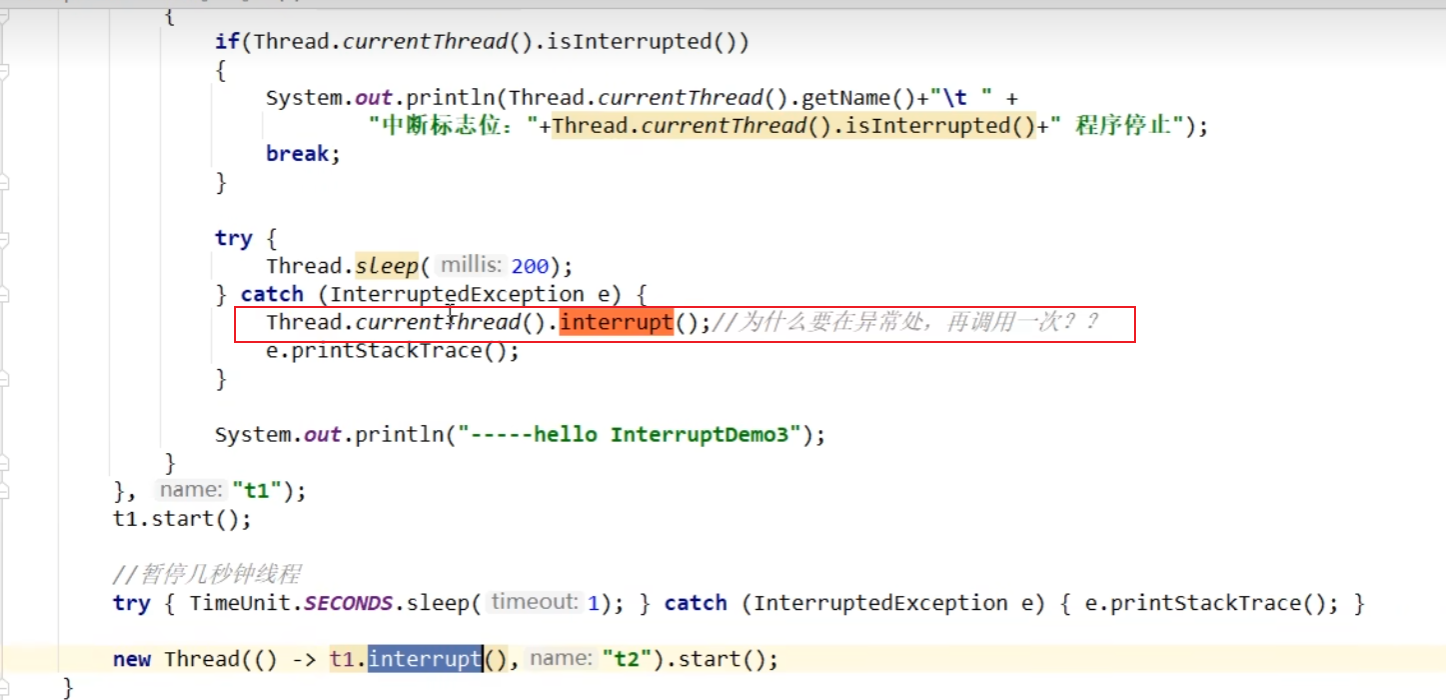 {
if(Thread.currentThread().isInterrupted())
{
System.out.println(Thread.currentThread().getName()+"\t " +
"中断标志位："+Thread.currentThread().isInterrupted()+" 程序停止");
break;
}
try {
Thread.sleep( millis: 200);
} catch (InterruptedException e) {
Thread.currentThread().interrupt();//为什么要在异常处，再调用一次？？
e.printStackTrace();
}
System.out.println("-----hello InterruptDemo3");
}
}, name: "t1");
t1.start();
//暂停几秒钟线程
try { TimeUnit.SECONDS.sleep( timeout: 1); } catch (InterruptedException e) { e.printStackTrace(); }
new Thread(() -> t1.interrupt(), name: "t2").start();
}